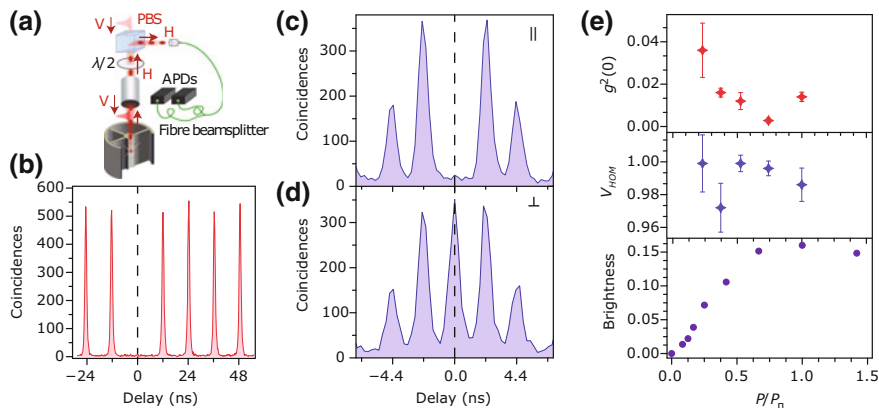 (a)
V
PBS
H
λ/2
H
APDs
V
Fibre beamsplitter
(b)
Coincidences
600
500
400
300
200
100
0
−24
0
24
48
Delay (ns)
(c)
||
Coincidences
300
200
100
0
(d)
⊥
Coincidences
300
200
100
0
−4.4
0.0
4.4
Delay (ns)
(e)
g²(0)
0.04
0.02
0.00
V_HOM
1.00
0.98
0.96
Brightness
0.15
0.10
0.05
0.00
0.0
0.5
1.0
1.5
P/P_π